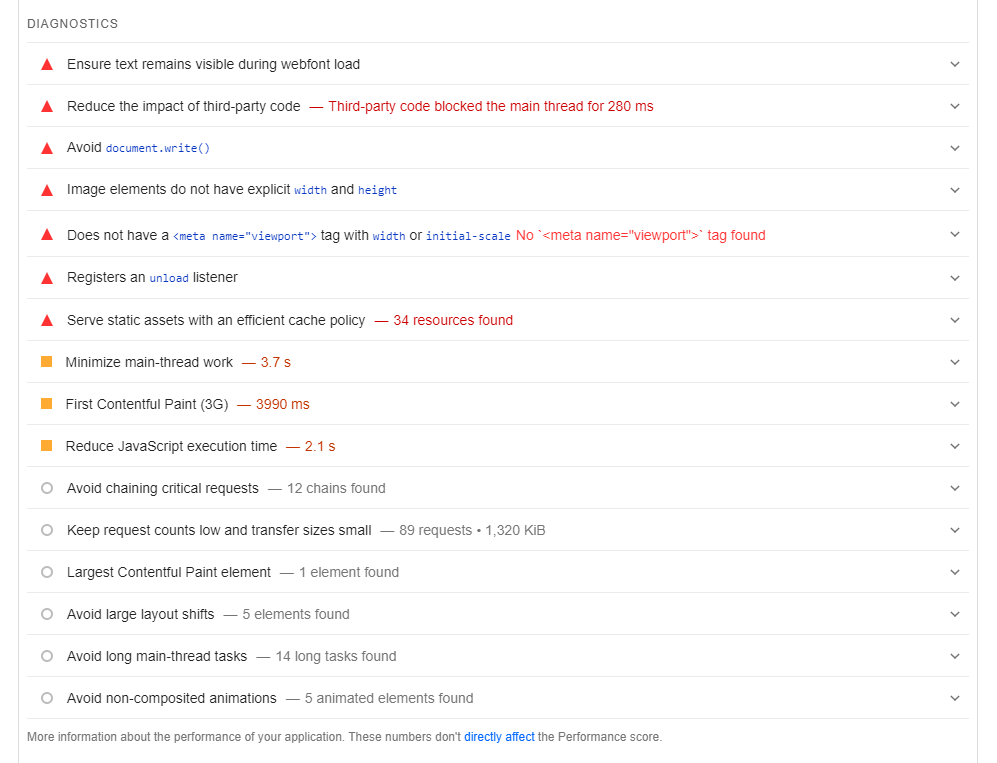 DIAGNOSTICS
Ensure text remains visible during webfont load
Reduce the impact of third-party code — Third-party code blocked the main thread for 280 ms
Avoid document.write()
Image elements do not have explicit width and height
Does not have a <meta name="viewport"> tag with width or initial-scale No `<meta name="viewport">` tag found
Registers an unload listener
Serve static assets with an efficient cache policy — 34 resources found
Minimize main-thread work — 3.7 s
First Contentful Paint (3G) — 3990 ms
Reduce JavaScript execution time — 2.1 s
Avoid chaining critical requests — 12 chains found
Keep request counts low and transfer sizes small — 89 requests • 1,320 KiB
Largest Contentful Paint element — 1 element found
Avoid large layout shifts — 5 elements found
Avoid long main-thread tasks — 14 long tasks found
Avoid non-composited animations — 5 animated elements found
More information about the performance of your application. These numbers don't directly affect the Performance score.